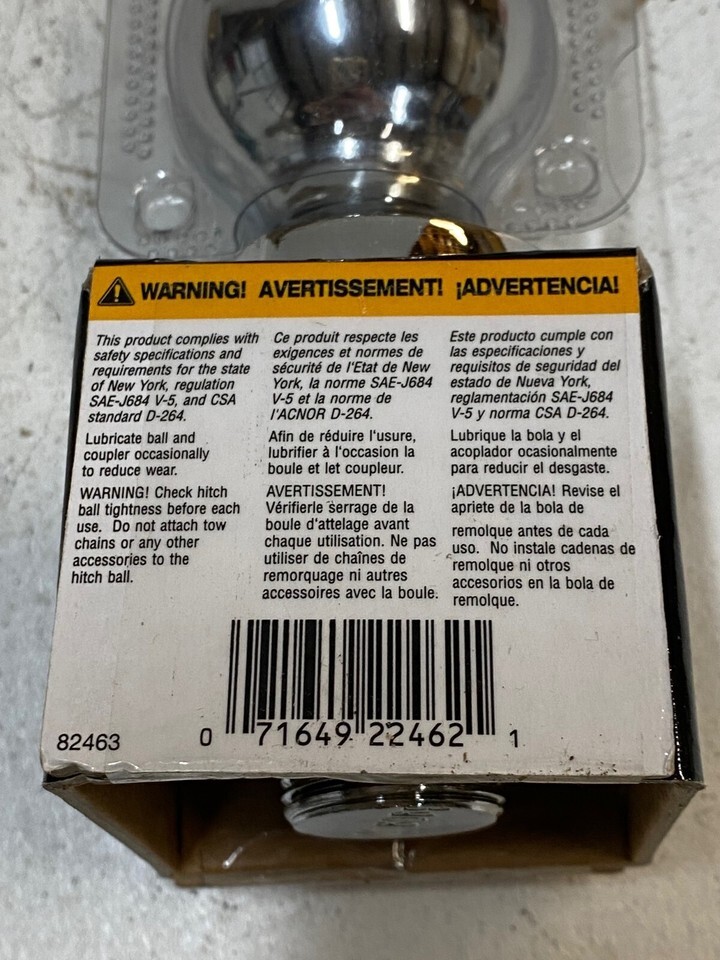 WARNING! AVERTISSEMENT! ¡ADVERTENCIA!
This product complies with
safety specifications and
requirements for the state
of New York, regulation
SAE-J684 V-5, and CSA
standard D-264.
Lubricate ball and
coupler occasionally
to reduce wear.
WARNING! Check hitch
ball tightness before each
use. Do not attach tow
chains or any other
accessories to the
hitch ball.
Ce produit respecte les
exigences et normes de
sécurité de l'Etat de New
York, la norme SAE-J684
V-5 et la norme de
l'ACNOR D-264.
Afin de réduire l'usure,
lubrifier à l'occasion la
boule et let coupleur.
AVERTISSEMENT!
Vérifierle serrage de la
boule d'attelage avant
chaque utilisation. Ne pas
utiliser de chaînes de
remorquage ni autres
accessoires avec la boule.
Este producto cumple con
las especificaciones y
requisitos de seguridad del
estado de Nueva York,
reglamentación SAE-J684
V-5 y norma CSA D-264.
Lubrique la bola y el
acoplador ocasionalmente
para reducir el desgaste.
¡ADVERTENCIA! Revise el
apriete de la bola de
remolque antes de cada
uso. No instale cadenas de
remolque ni otros
accesorios en la bola de
remolque.
82463
0 71649 22462 1